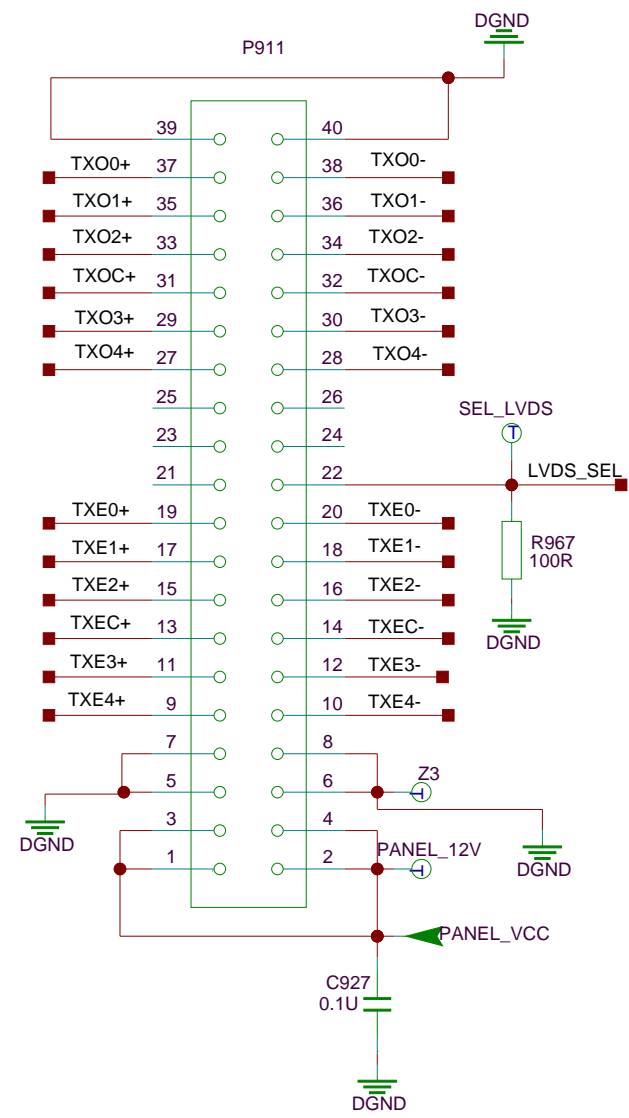 DGND
P911
39 40
TXO0+ 37 38 TXO0-
TXO1+ 35 36 TXO1-
TXO2+ 33 34 TXO2-
TXOC+ 31 32 TXOC-
TXO3+ 29 30 TXO3-
TXO4+ 27 28 TXO4-
25 26
SEL_LVDS
T
23 24
21 22 LVDS_SEL
TXE0+ 19 20 TXE0-
TXE1+ 17 18 TXE1-
R967
100R
TXE2+ 15 16 TXE2-
TXEC+ 13 14 TXEC-
DGND
TXE3+ 11 12 TXE3-
TXE4+ 9 10 TXE4-
7 8
5 6 Z3
T
3 4
DGND
PANEL_12V
1 2 T
DGND
PANEL_VCC
C927
0.1U
DGND